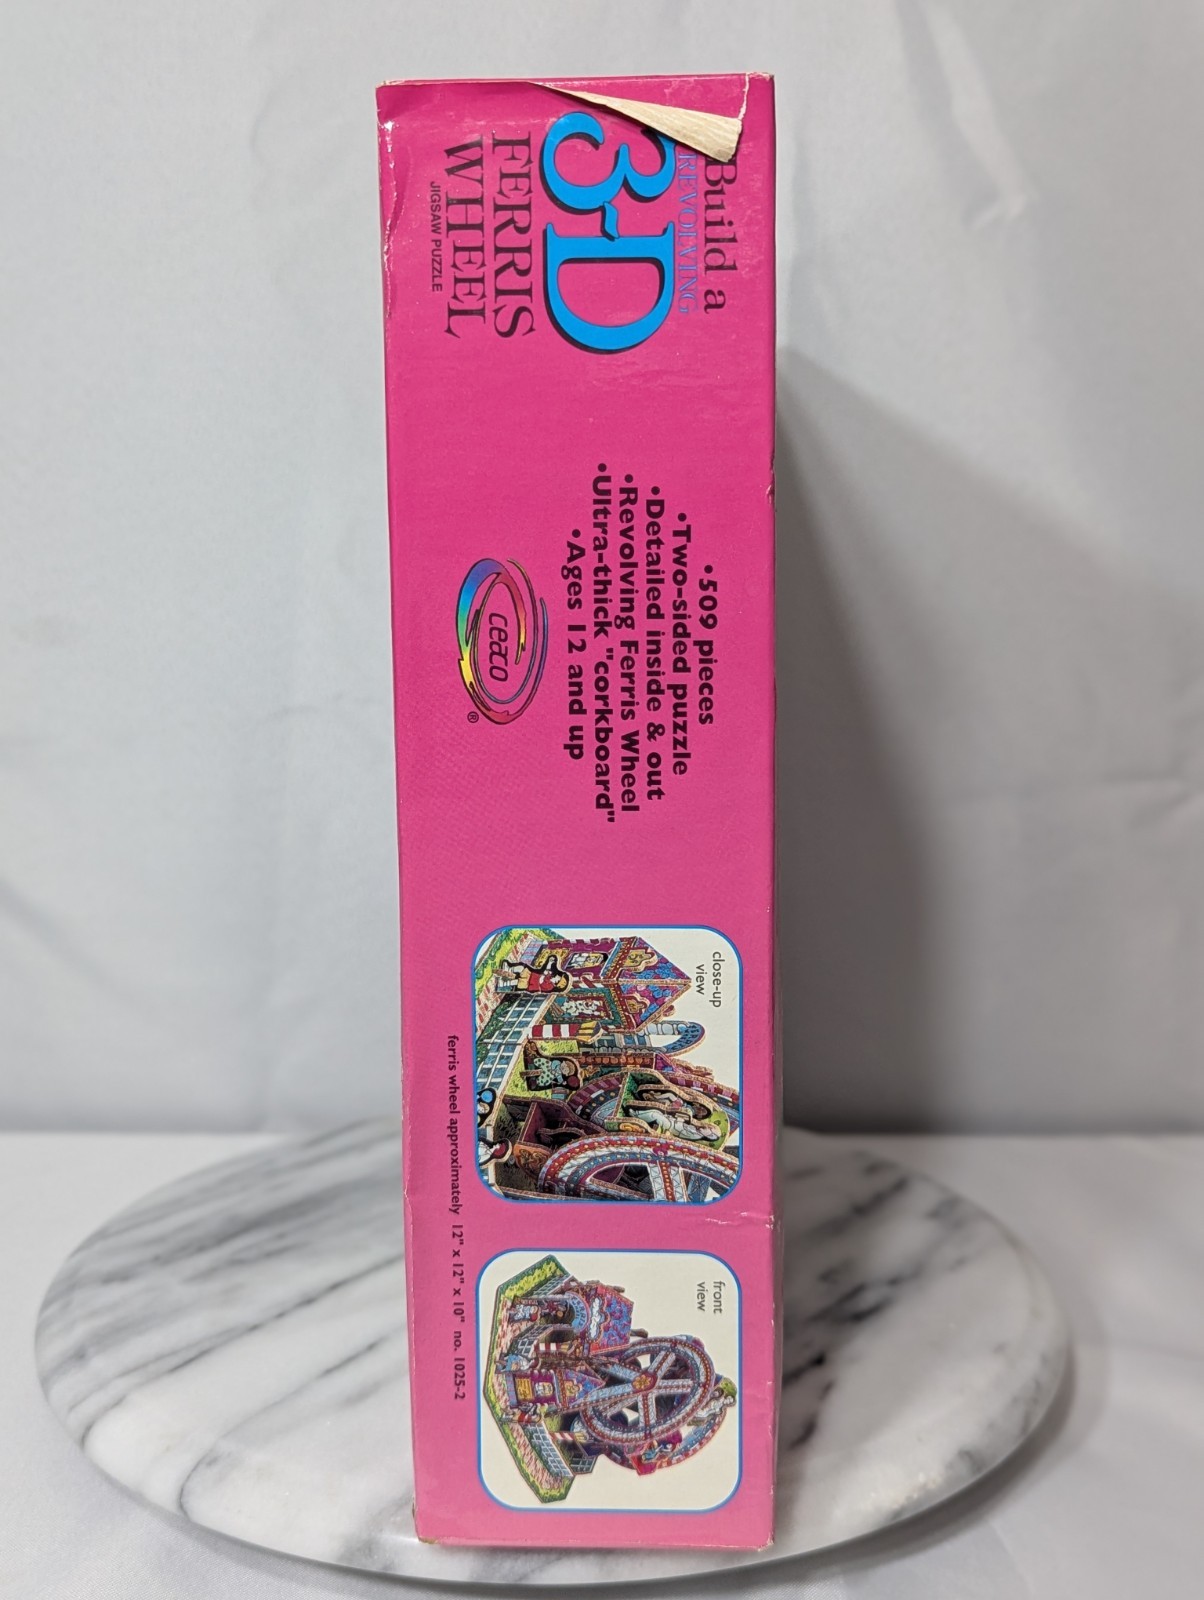 Build a
REVOLVING
3-D
FERRIS
WHEEL
JIGSAW PUZZLE
•509 pieces
•Two-sided puzzle
•Detailed inside & out
•Revolving Ferris Wheel
•Ultra-thick "corkboard"
•Ages 12 and up
ceaco
®
close-up
view
front
view
ferris wheel approximately 12" x 12" x 10" no. 1025-2